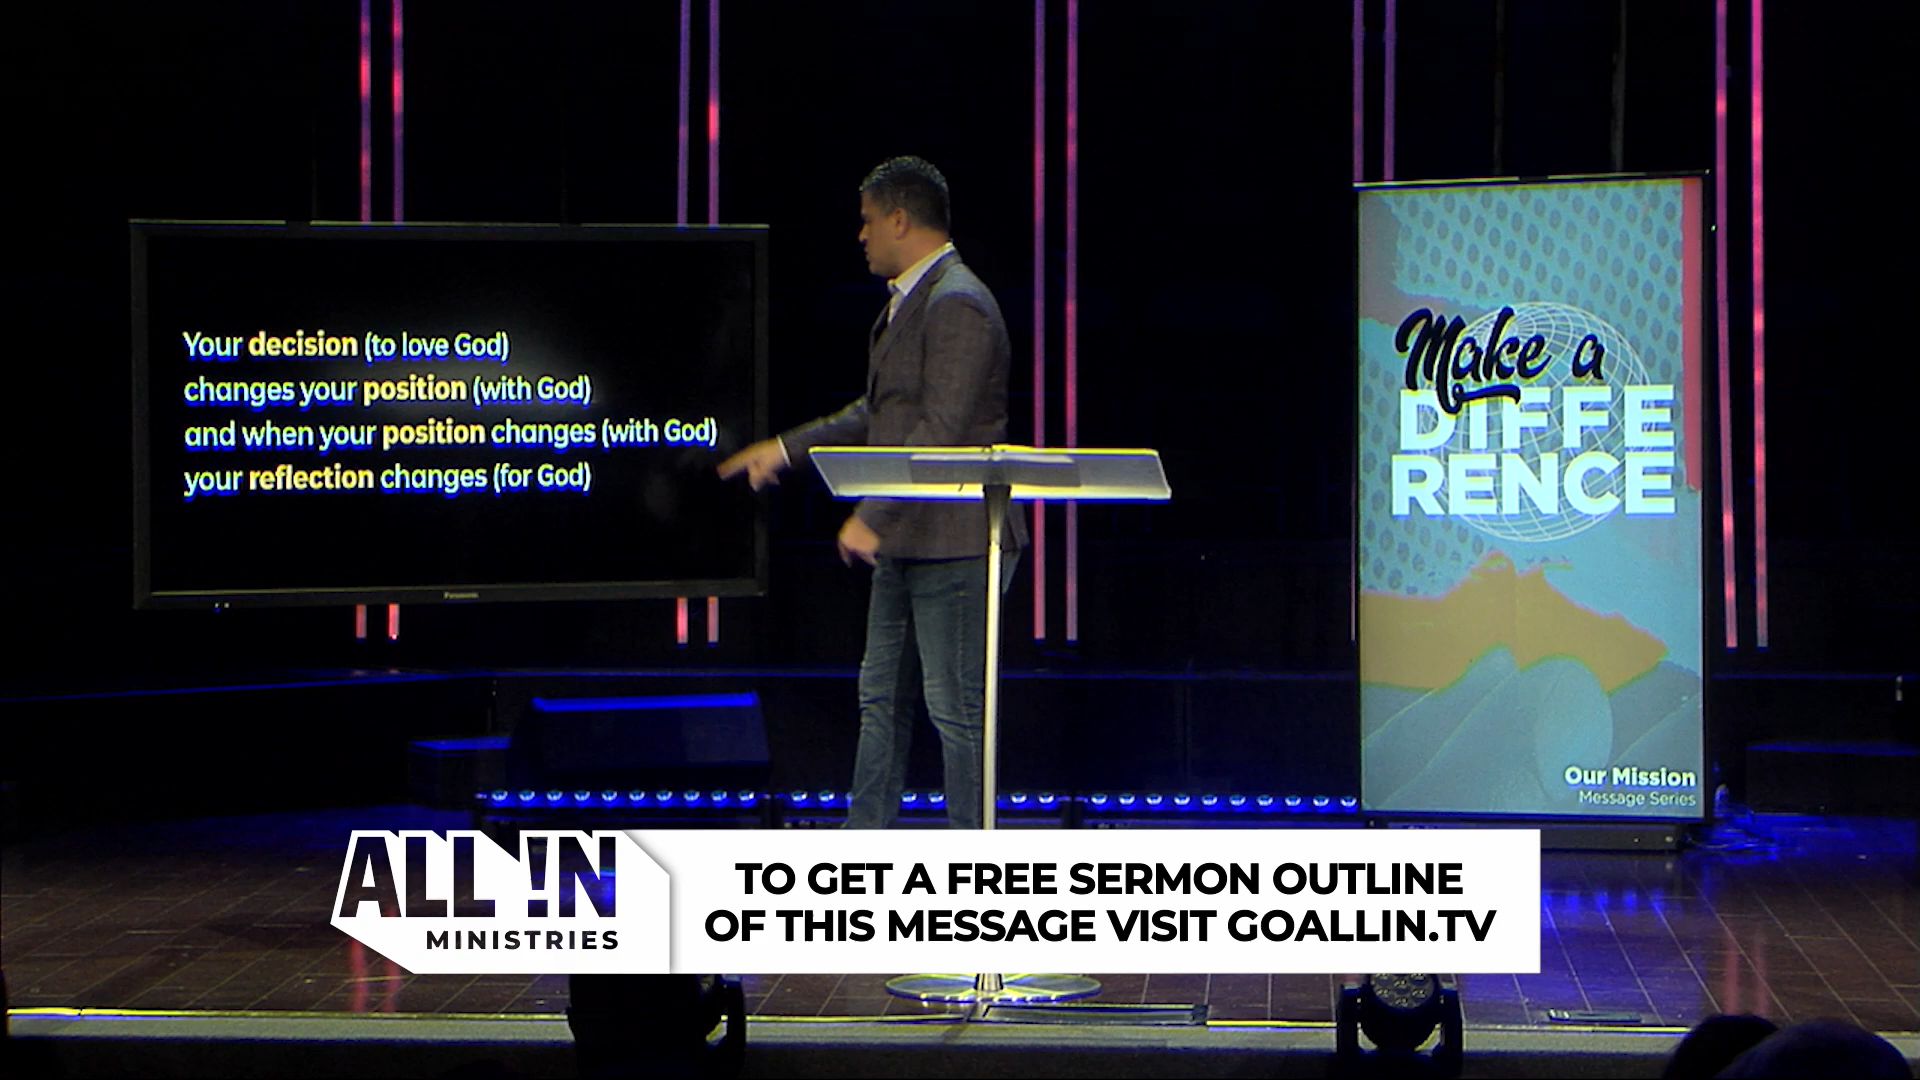 Your decision (to love God)
changes your position (with God)
and when your position changes (with God)
your reflection changes (for God)
Panasonic
Make a
DIFFE
RENCE
Our Mission
Message Series
ALL !N
MINISTRIES
TO GET A FREE SERMON OUTLINE
OF THIS MESSAGE VISIT GOALLIN.TV